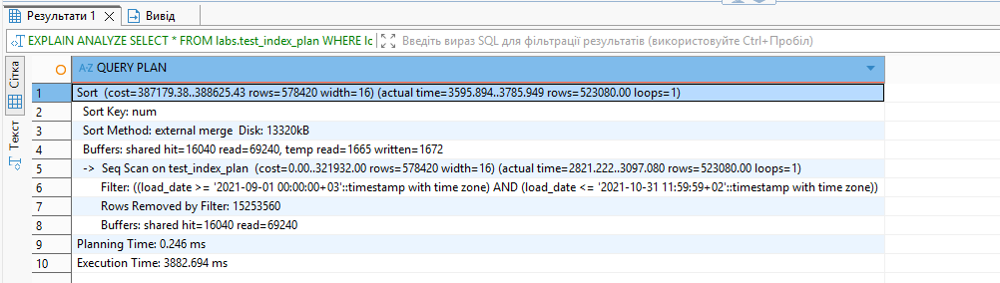 Результати 1
Вивід
EXPLAIN ANALYZE SELECT * FROM labs.test_index_plan WHERE lc
Введіть вираз SQL для фільтрації результатів (використовуйте Ctrl+Пробіл)
Сітка
Текст
A-Z QUERY PLAN
1 Sort (cost=387179.38..388625.43 rows=578420 width=16) (actual time=3595.894..3785.949 rows=523080.00 loops=1)
2 Sort Key: num
3 Sort Method: external merge Disk: 13320kB
4 Buffers: shared hit=16040 read=69240, temp read=1665 written=1672
5 -> Seq Scan on test_index_plan (cost=0.00..321932.00 rows=578420 width=16) (actual time=2821.222..3097.080 rows=523080.00 loops=1)
6 Filter: ((load_date >= '2021-09-01 00:00:00+03'::timestamp with time zone) AND (load_date <= '2021-10-31 11:59:59+02'::timestamp with time zone))
7 Rows Removed by Filter: 15253560
8 Buffers: shared hit=16040 read=69240
9 Planning Time: 0.246 ms
10 Execution Time: 3882.694 ms